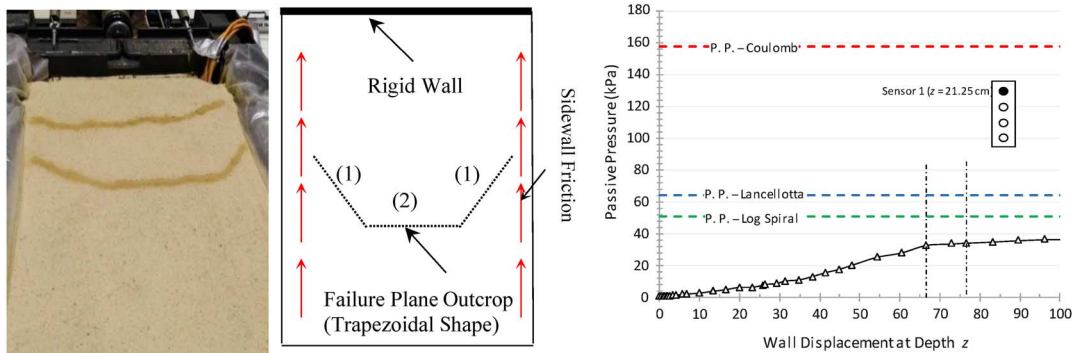 Rigid Wall
Sidewall Friction
(1)
(1)
(2)
Failure Plane Outcrop
(Trapezoidal Shape)
Passive Pressure (kPa)
180
160
140
120
100
80
60
40
20
0
P. P. – Coulomb
Sensor 1 (z = 21.25 cm)
P. P. – Lancellotta
P. P. – Log Spiral
0 10 20 30 40 50 60 70 80 90 100
Wall Displacement at Depth z